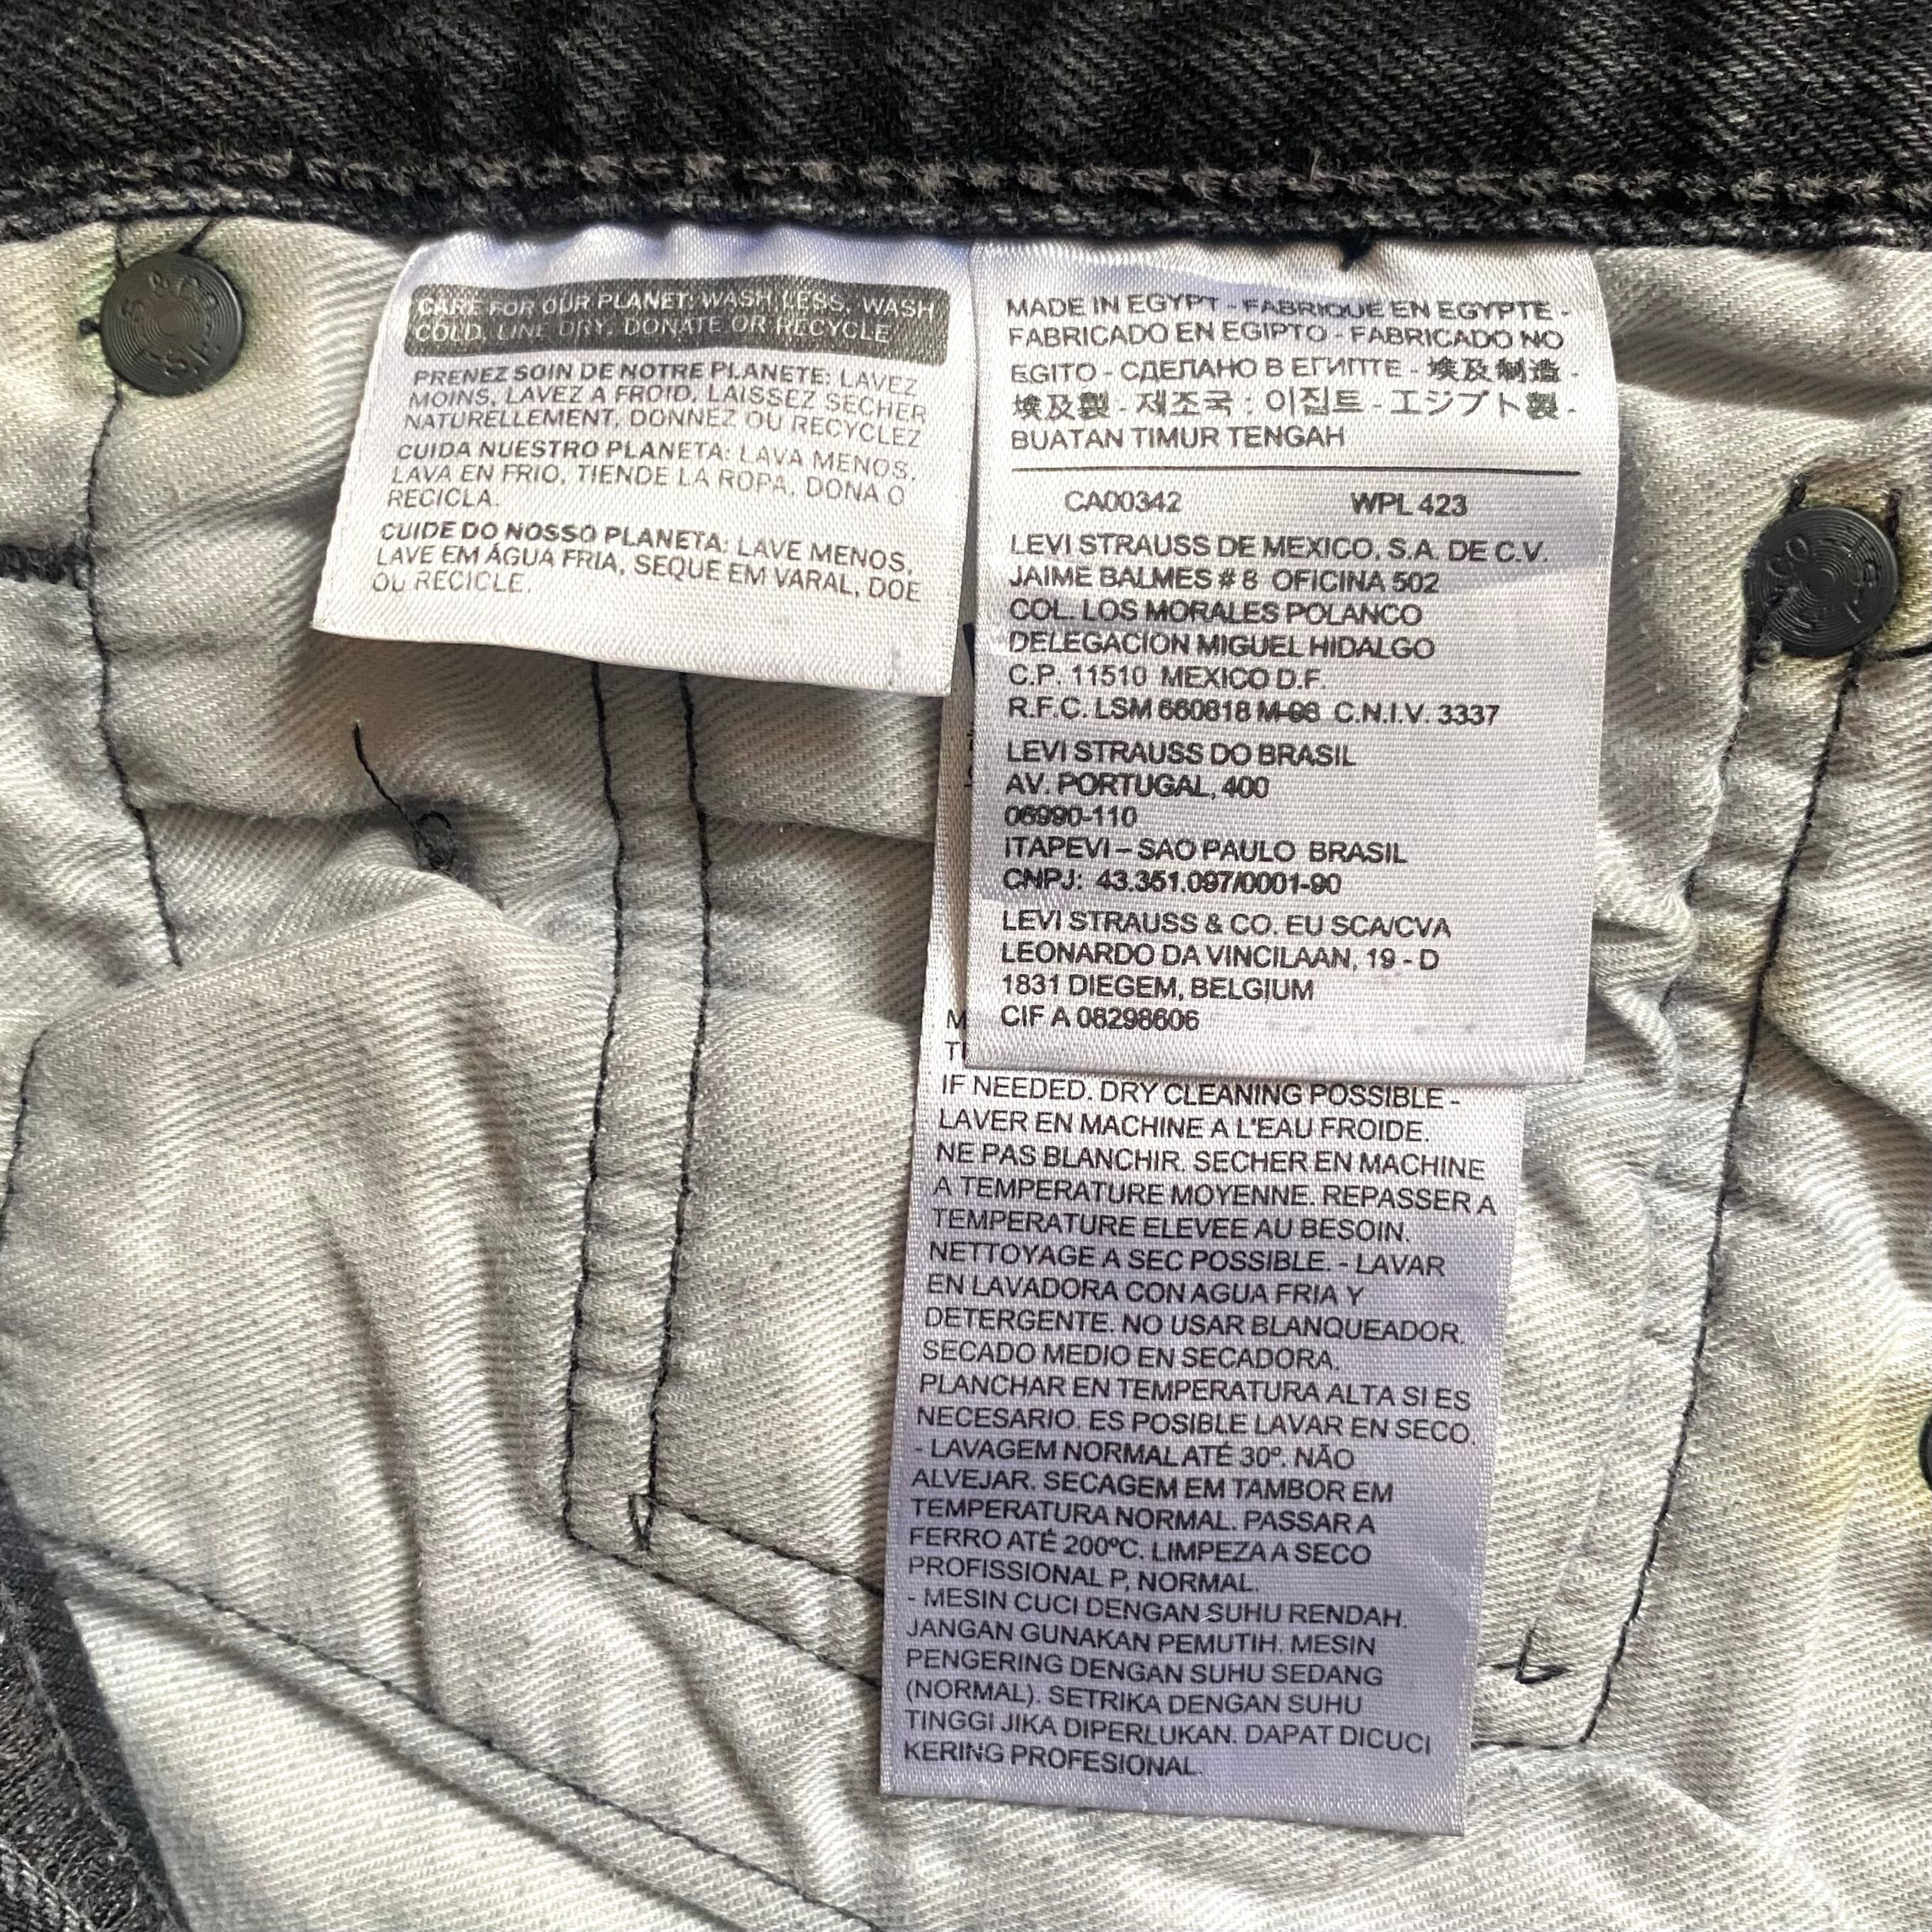 CARE FOR OUR PLANET: WASH LESS, WASH
COLD, LINE DRY, DONATE OR RECYCLE
PRENEZ SOIN DE NOTRE PLANETE: LAVEZ
MOINS, LAVEZ A FROID, LAISSEZ SECHER
NATURELLEMENT, DONNEZ OU RECYCLEZ
CUIDA NUESTRO PLANETA: LAVA MENOS,
LAVA EN FRIO, TIENDE LA ROPA, DONA O
RECICLA.
CUIDE DO NOSSO PLANETA: LAVE MENOS,
LAVE EM ÁGUA FRIA, SEQUE EM VARAL, DOE
OU RECICLE.
MADE IN EGYPT - FABRIQUE EN EGYPTE -
FABRICADO EN EGIPTO - FABRICADO NO
EGITO - СДЕЛАНО В ЕГИПТЕ - 埃及制造 -
埃及製 - 제조국 : 이집트 - エジプト製 -
BUATAN TIMUR TENGAH
CA00342 WPL 423
LEVI STRAUSS DE MEXICO, S.A. DE C.V.
JAIME BALMES # 8 OFICINA 502
COL. LOS MORALES POLANCO
DELEGACION MIGUEL HIDALGO
C.P. 11510 MEXICO D.F.
R.F.C. LSM 660818 M-96 C.N.I.V. 3337
LEVI STRAUSS DO BRASIL
AV. PORTUGAL, 400
06990-110
ITAPEVI – SAO PAULO BRASIL
CNPJ: 43.351.097/0001-90
LEVI STRAUSS & CO. EU SCA/CVA
LEONARDO DA VINCILAAN, 19 - D
1831 DIEGEM, BELGIUM
CIF A 08298606
IF NEEDED. DRY CLEANING POSSIBLE -
LAVER EN MACHINE A L'EAU FROIDE.
NE PAS BLANCHIR. SECHER EN MACHINE
A TEMPERATURE MOYENNE. REPASSER A
TEMPERATURE ELEVEE AU BESOIN.
NETTOYAGE A SEC POSSIBLE. - LAVAR
EN LAVADORA CON AGUA FRIA Y
DETERGENTE. NO USAR BLANQUEADOR.
SECADO MEDIO EN SECADORA.
PLANCHAR EN TEMPERATURA ALTA SI ES
NECESARIO. ES POSIBLE LAVAR EN SECO.
- LAVAGEM NORMAL ATÉ 30º. NÃO
ALVEJAR. SECAGEM EM TAMBOR EM
TEMPERATURA NORMAL. PASSAR A
FERRO ATÉ 200ºC. LIMPEZA A SECO
PROFISSIONAL P, NORMAL.
- MESIN CUCI DENGAN SUHU RENDAH.
JANGAN GUNAKAN PEMUTIH. MESIN
PENGERING DENGAN SUHU SEDANG
(NORMAL). SETRIKA DENGAN SUHU
TINGGI JIKA DIPERLUKAN. DAPAT DICUCI
KERING PROFESIONAL.